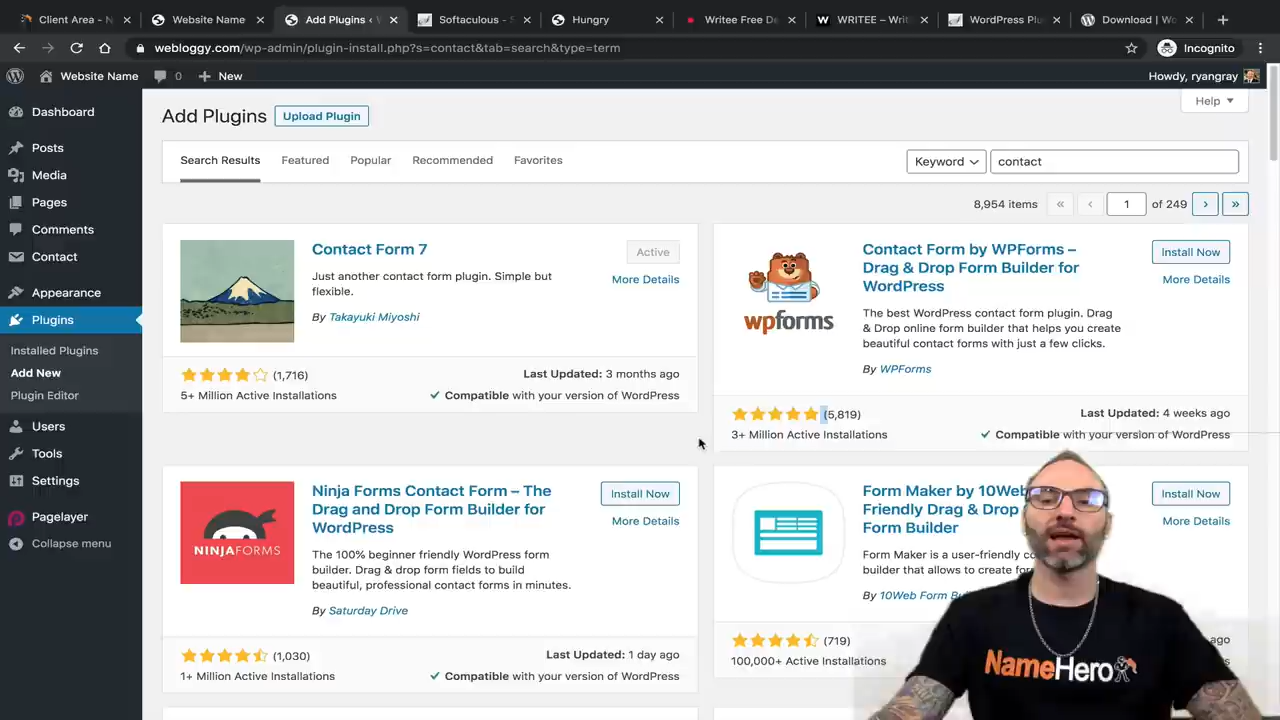 Client Area - N
Website Name
Add Plugins ‹ W
Softaculous - S
Hungry
Writee Free De
WRITEE – Writ
WordPress Plu
Download | Wo
webloggy.com/wp-admin/plugin-install.php?s=contact&tab=search&type=term
Incognito
Website Name
0
New
Howdy, ryangray
Dashboard
Posts
Media
Pages
Comments
Contact
Appearance
Plugins
Installed Plugins
Add New
Plugin Editor
Users
Tools
Settings
Pagelayer
Collapse menu
Add Plugins
Upload Plugin
Help
Search Results
Featured
Popular
Recommended
Favorites
Keyword
contact
8,954 items
«
‹
1
of 249
›
»
Contact Form 7
Active
More Details
Just another contact form plugin. Simple but
flexible.
By Takayuki Miyoshi
(1,716)
Last Updated: 3 months ago
5+ Million Active Installations
Compatible with your version of WordPress
wpforms
Contact Form by WPForms –
Drag & Drop Form Builder for
WordPress
Install Now
More Details
The best WordPress contact form plugin. Drag
& Drop online form builder that helps you create
beautiful contact forms with just a few clicks.
By WPForms
(5,819)
Last Updated: 4 weeks ago
3+ Million Active Installations
Compatible with your version of WordPress
NINJAFORMS
Ninja Forms Contact Form – The
Drag and Drop Form Builder for
WordPress
Install Now
More Details
The 100% beginner friendly WordPress form
builder. Drag & drop form fields to build
beautiful, professional contact forms in minutes.
By Saturday Drive
(1,030)
Last Updated: 1 day ago
1+ Million Active Installations
Compatible with your version of WordPress
Form Maker by 10Web
Friendly Drag & Drop
Form Builder
Install Now
More Details
Form Maker is a user-friendly
builder that allows to create
By 10Web Form
(719)
ago
100,000+ Active Installations
NameHero